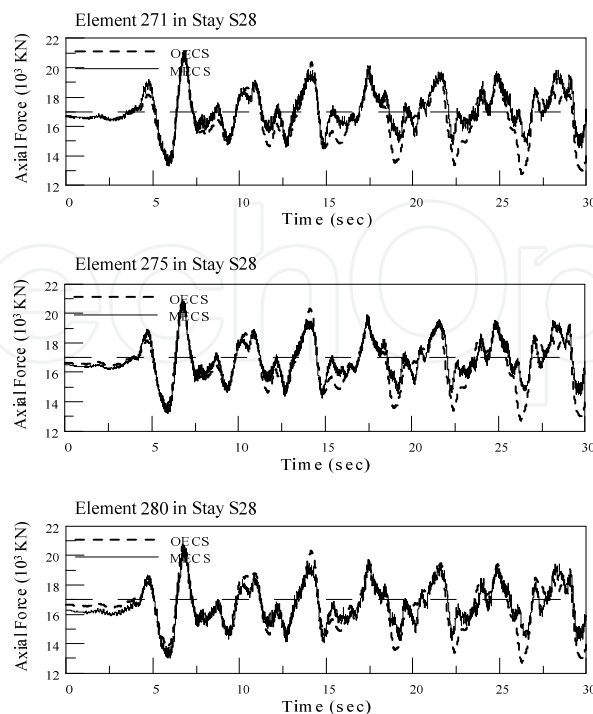 Element 271 in Stay S28
Axial Force (10³ KN)
22
20
18
16
14
12
OECS
MECS
0 5 10 15 20 25 30
Time (sec)
Element 275 in Stay S28
Axial Force (10³ KN)
22
20
18
16
14
12
OECS
MECS
0 5 10 15 20 25 30
Time (sec)
Element 280 in Stay S28
Axial Force (10³ KN)
22
20
18
16
14
12
OECS
MECS
0 5 10 15 20 25 30
Time (sec)
echOp